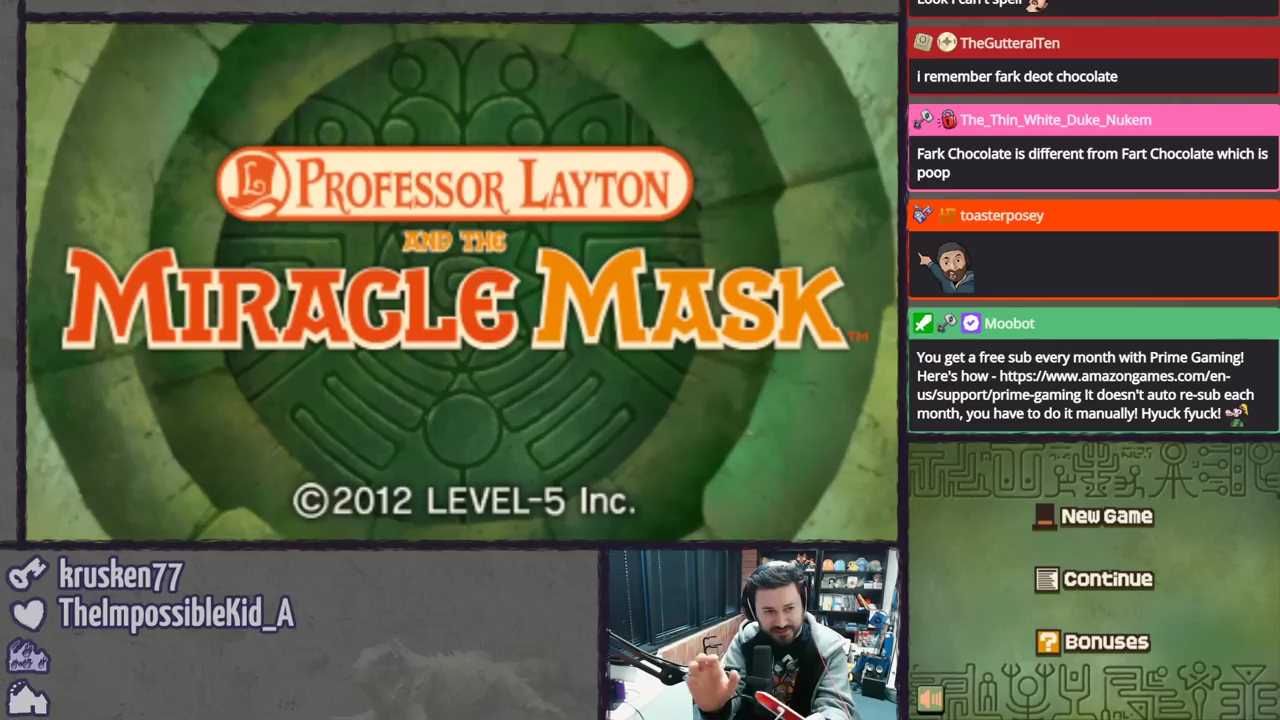 Look I can't spell
TheGutteralTen
i remember fark deot chocolate
The_Thin_White_Duke_Nukem
Fark Chocolate is different from Fart Chocolate which is
poop
toasterposey
Moobot
You get a free sub every month with Prime Gaming!
Here's how - https://www.amazongames.com/en-
us/support/prime-gaming It doesn't auto re-sub each
month, you have to do it manually! Hyuck fyuck!
L PROFESSOR LAYTON
AND THE
MIRACLE MASK™
©2012 LEVEL-5 Inc.
New Game
Continue
? Bonuses
krusken77
TheImpossibleKid_A